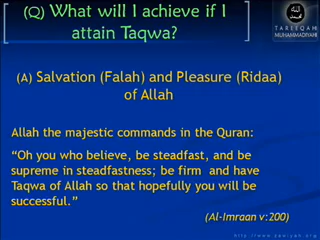 (Q) What will I achieve if I
attain Taqwa?
TAREEQAH
MUHAMMADIYAH
(A) Salvation (Falah) and Pleasure (Ridaa)
of Allah
Allah the majestic commands in the Quran:
“Oh you who believe, be steadfast, and be
supreme in steadfastness; be firm and have
Taqwa of Allah so that hopefully you will be
successful.”
(Al-Imraan v:200)